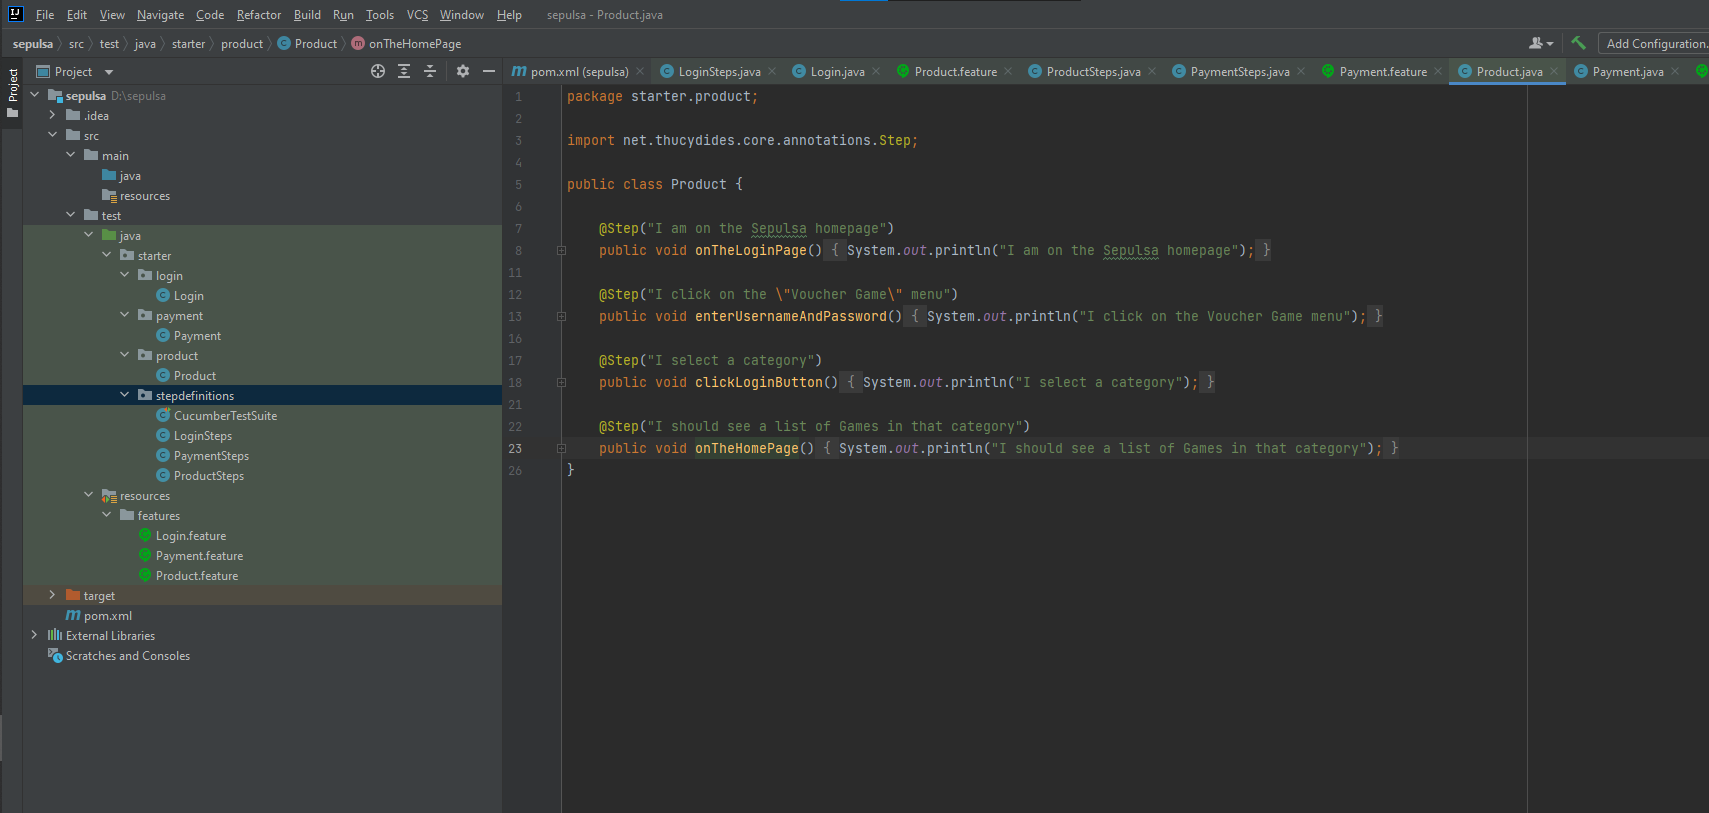 IJ File Edit View Navigate Code Refactor Build Run Tools VCS Window Help sepulsa - Product.java
sepulsa src test java starter product C Product m onTheHomePage Add Configuration.
Project
Project
sepulsa D:\sepulsa
.idea
src
main
java
resources
test
java
starter
login
C Login
payment
C Payment
product
C Product
stepdefinitions
C CucumberTestSuite
C LoginSteps
C PaymentSteps
C ProductSteps
resources
features
Login.feature
Payment.feature
Product.feature
target
m pom.xml
External Libraries
Scratches and Consoles
m pom.xml (sepulsa) C LoginSteps.java C Login.java Product.feature C ProductSteps.java C PaymentSteps.java Payment.feature C Product.java C Payment.java
1 package starter.product;
2
3 import net.thucydides.core.annotations.Step;
4
5 public class Product {
6
7 @Step("I am on the Sepulsa homepage")
8 public void onTheLoginPage() { System.out.println("I am on the Sepulsa homepage"); }
11
12 @Step("I click on the \"Voucher Game\" menu")
13 public void enterUsernameAndPassword() { System.out.println("I click on the Voucher Game menu"); }
16
17 @Step("I select a category")
18 public void clickLoginButton() { System.out.println("I select a category"); }
21
22 @Step("I should see a list of Games in that category")
23 public void onTheHomePage() { System.out.println("I should see a list of Games in that category"); }
26 }